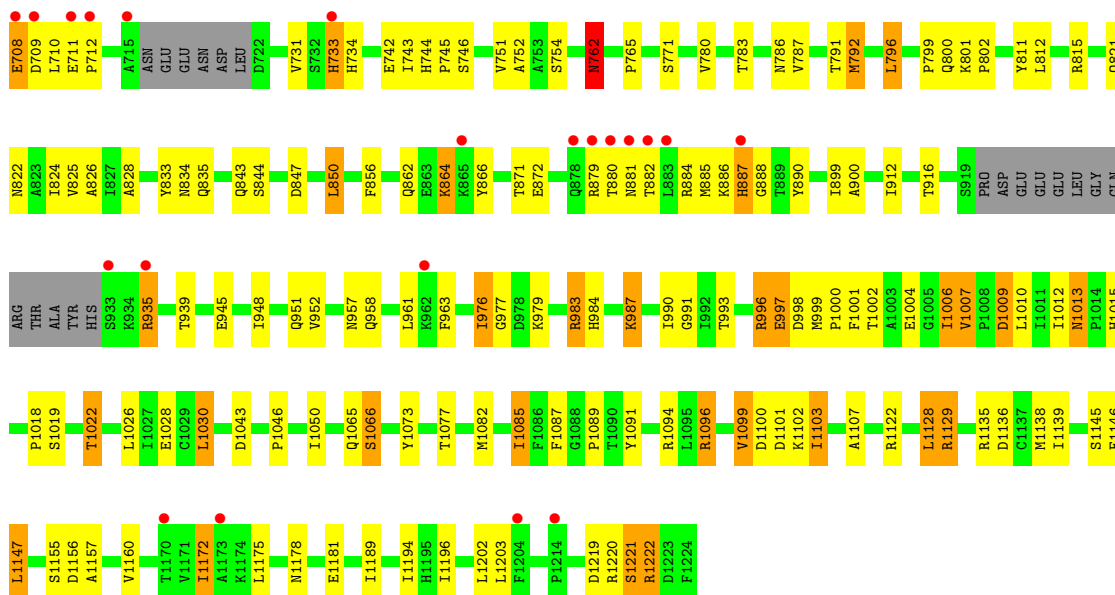 E708 D709 L710 E711 P712 A715 ASN GLU GLU ASN ASP LEU D722 V731 S732 H733 H734 E742 I743 H744 P745 S746 V751 A752 A753 S754 N762 P765 S771 V780 T783 N786 V787 T791 M792 L796 P799 Q800 K801 P802 Y811 L812 R815
N822 A823 I824 V825 A826 I827 A828 Y833 N834 Q835 Q843 S844 D847 L850 F856 Q862 E863 K864 K865 Y866 T871 E872 Q878 R879 T880 N881 T882 L883 R884 M885 K886 H887 G888 T889 Y890 I899 A900 I912 T916 S919 PRO ASP GLU GLU GLU LEU GLY
ARG THR ALA TYR HIS S933 K934 R935 T939 E945 I948 Q951 V952 N957 Q958 L961 K962 F963 I976 G977 D978 K979 R983 H984 K987 I990 G991 I992 T993 R996 E997 D998 M999 P1000 F1001 T1002 A1003 E1004 G1005 I1006 V1007 P1008 D1009 L1010 I1011 I1012 N1013 P1014
P1018 S1019 T1022 L1026 I1027 E1028 C1029 L1030 D1043 P1046 I1050 Q1065 S1066 Y1073 T1077 M1082 I1085 F1086 F1087 G1088 P1089 T1090 Y1091 R1094 L1095 R1096 V1099 D1100 D1101 K1102 I1103 A1107 R1122 L1128 R1129 R1135 D1136 C1137 M1138 I1139 S1145
L1147 S1155 D1156 A1157 V1160 T1170 V1171 I1172 A1173 K1174 L1175 N1178 E1181 I1189 I1194 H1195 I1196 L1202 L1203 F1204 P1214 D1219 R1220 S1221 R1222 D1223 F1224